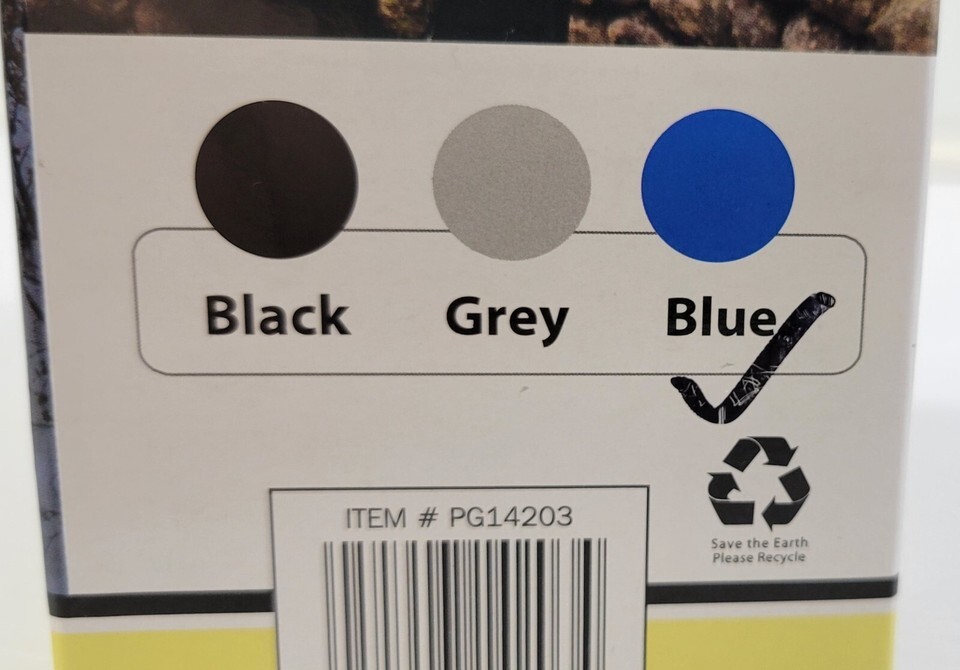 Black Grey Blue
ITEM # PG14203
Save the Earth
Please Recycle